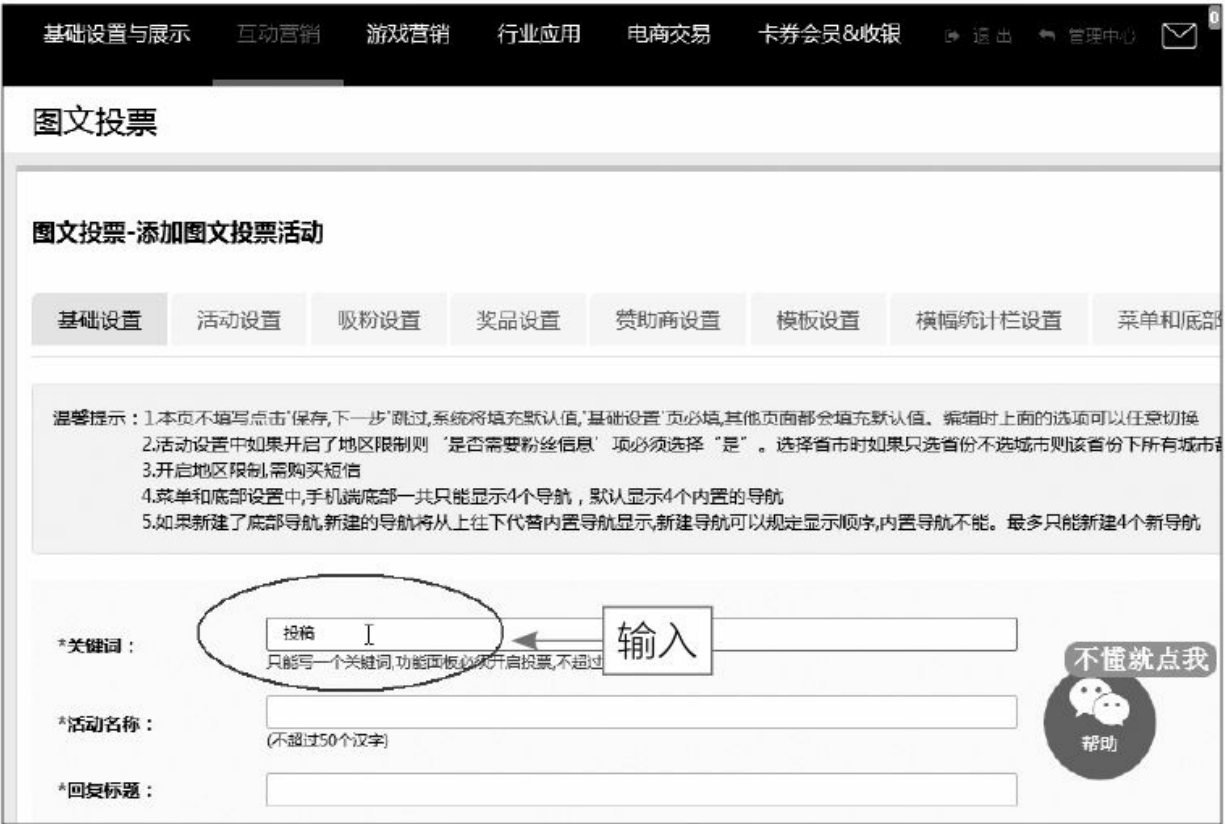 基础设置与展示 互动营销 游戏营销 行业应用 电商交易 卡券会员&收银 退出 管理中心 0
图文投票
图文投票-添加图文投票活动
基础设置 活动设置 吸粉设置 奖品设置 赞助商设置 模板设置 横幅统计栏设置 菜单和底部
温馨提示：1.本页不填写点击"保存,下一步"跳过,系统将填充默认值,"基础设置"页必填,其他页面都会填充默认值。编辑时上面的选项可以任意切换
2.活动设置中如果开启了地区限制则“是否需要粉丝信息”项必须选择“是”。选择省市时如果只选省份不选城市则该省份下所有城市都
3.开启地区限制,需购买短信
4.菜单和底部设置中,手机端底部一共只能显示4个导航，默认显示4个内置的导航
5.如果新建了底部导航,新建的导航将从上往下代替内置导航显示,新建导航可以规定显示顺序,内置导航不能。最多只能新建4个新导航
*关键词： 投稿 输入
只能写一个关键词,功能面板必须开启投票,不超过
不懂就点我
帮助
*活动名称：
(不超过50个汉字)
*回复标题：